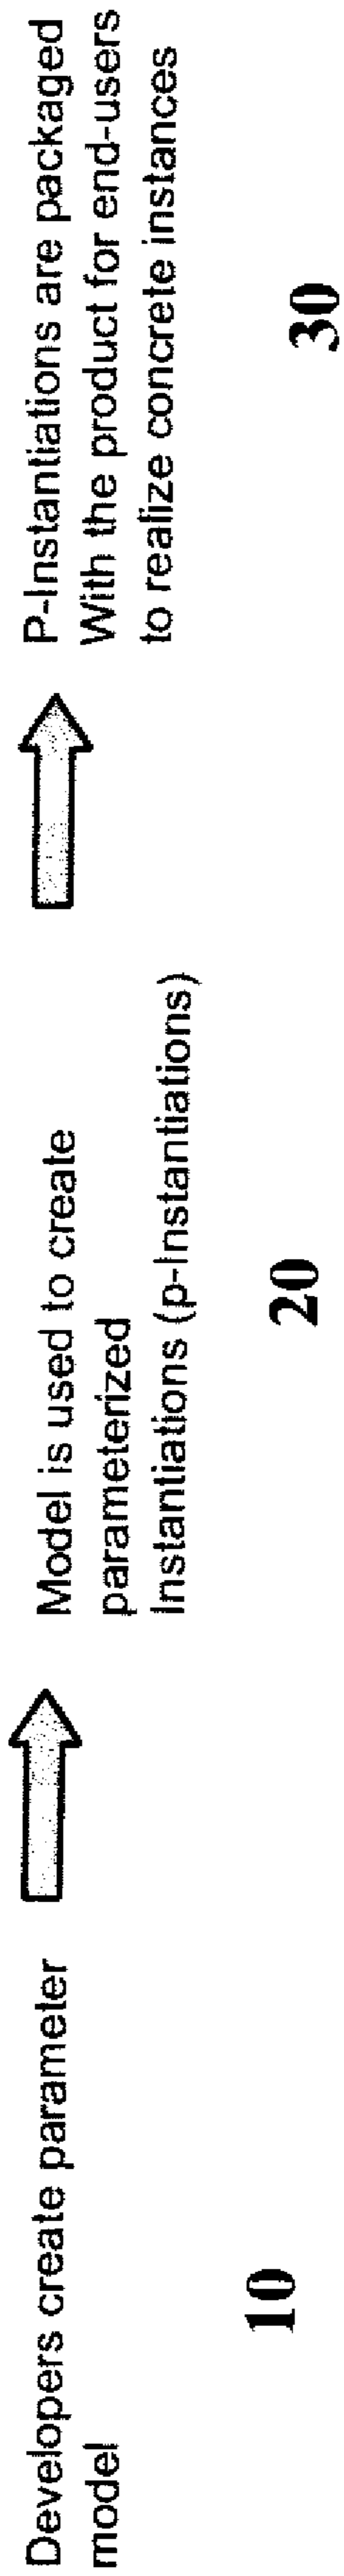 Developers create parameter
model
10
Model is used to create
parameterized
Instantiations (p-Instantiations)
20
P-Instantiations are packaged
With the product for end-users
to realize concrete instances
30